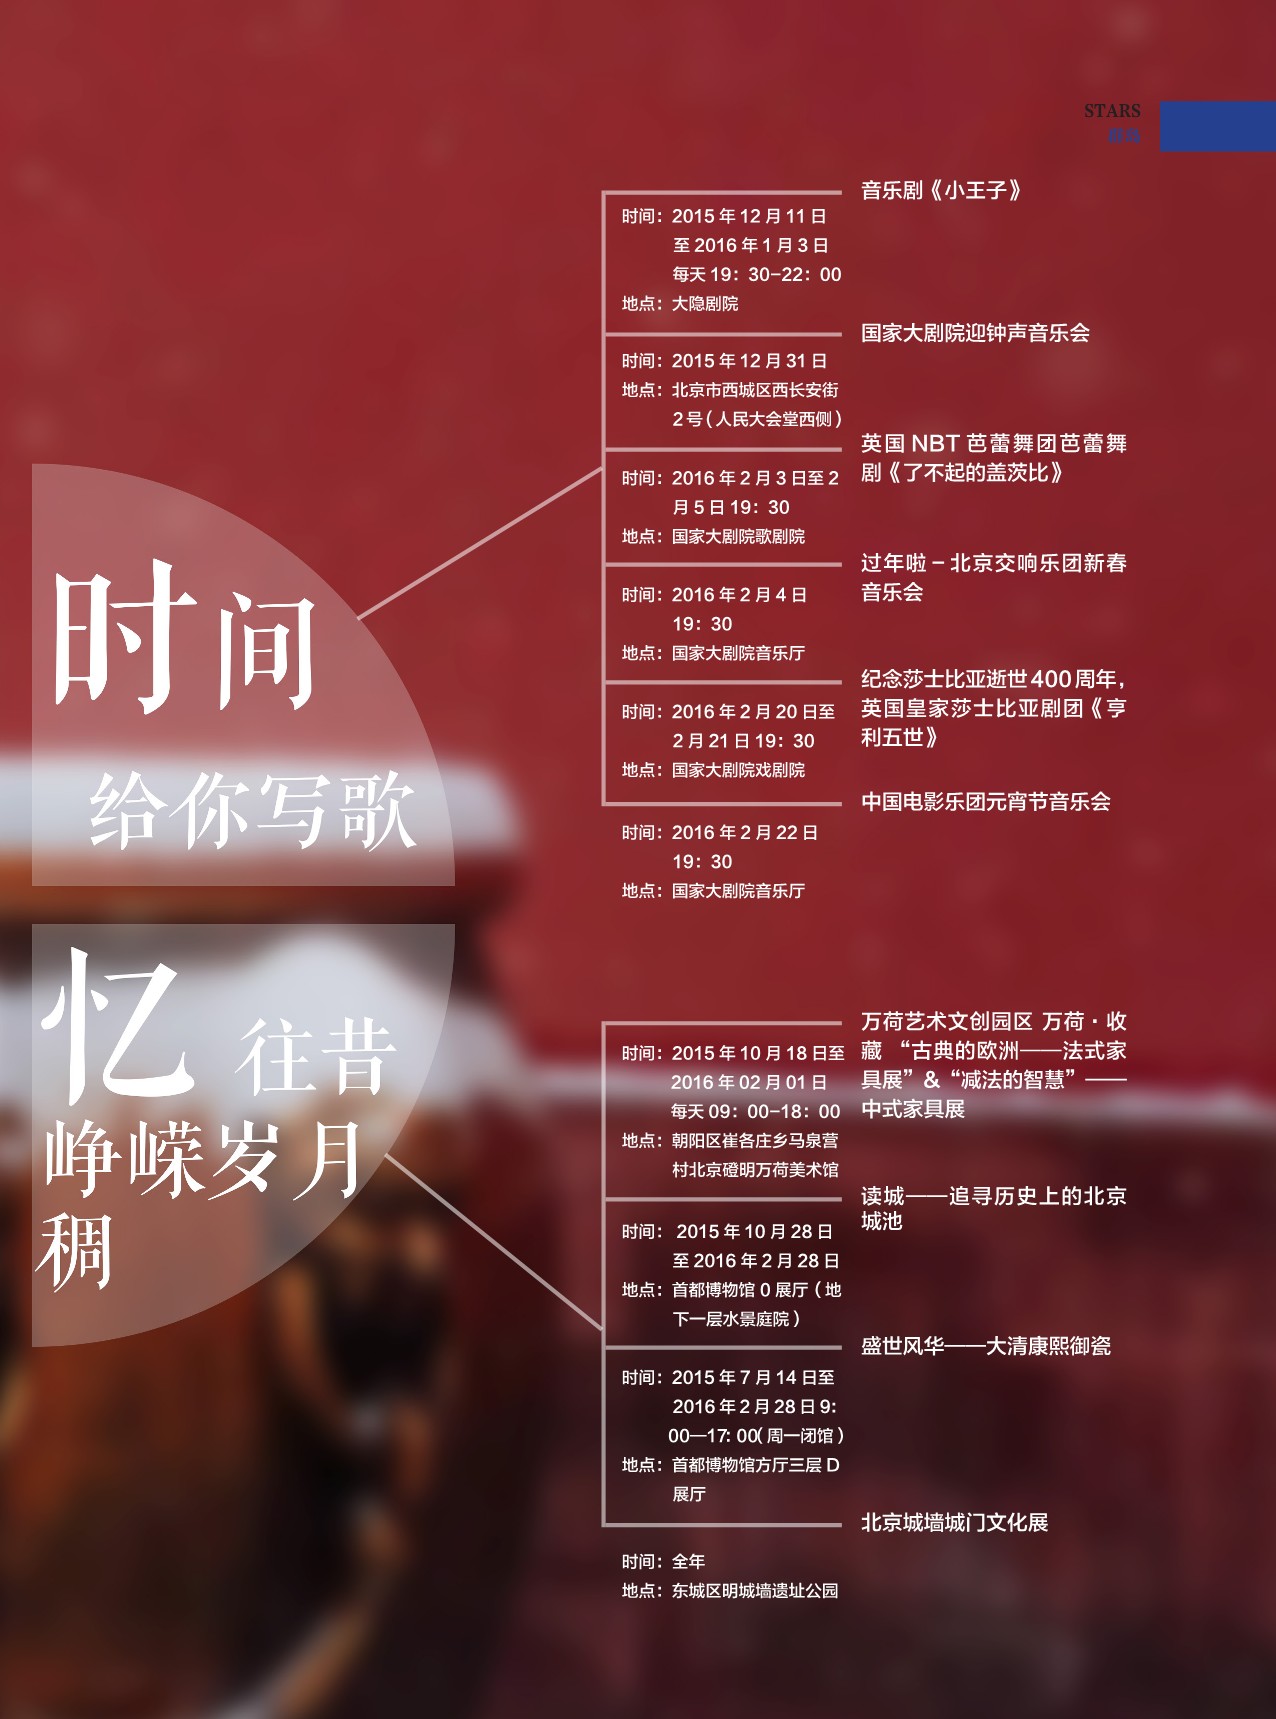 STARS
时间
给你写歌
音乐剧《小王子》
时间：2015 年 12 月 11 日
至 2016 年 1 月 3 日
每天 19：30-22：00
地点：大隐剧院
国家大剧院迎钟声音乐会
时间：2015 年 12 月 31 日
地点：北京市西城区西长安街
2 号（人民大会堂西侧）
英国 NBT 芭蕾舞团芭蕾舞
剧《了不起的盖茨比》
时间：2016 年 2 月 3 日至 2
月 5 日 19：30
地点：国家大剧院歌剧院
过年啦 – 北京交响乐团新春
音乐会
时间：2016 年 2 月 4 日
19：30
地点：国家大剧院音乐厅
纪念莎士比亚逝世 400 周年，
英国皇家莎士比亚剧团《亨
利五世》
时间：2016 年 2 月 20 日至
2 月 21 日 19：30
地点：国家大剧院戏剧院
中国电影乐团元宵节音乐会
时间：2016 年 2 月 22 日
19：30
地点：国家大剧院音乐厅
忆往昔
峥嵘岁月
稠
万荷艺术文创园区 万荷·收
藏 “古典的欧洲——法式家
具展”&“减法的智慧”——
中式家具展
时间：2015 年 10 月 18 日至
2016 年 02 月 01 日
每天 09：00-18：00
地点：朝阳区崔各庄乡马泉营
村北京磴明万荷美术馆
读城——追寻历史上的北京
城池
时间： 2015 年 10 月 28 日
至 2016 年 2 月 28 日
地点：首都博物馆 0 展厅（地
下一层水景庭院）
盛世风华——大清康熙御瓷
时间：2015 年 7 月 14 日至
2016 年 2 月 28 日 9：
00—17：00（周一闭馆）
地点：首都博物馆方厅三层 D
展厅
北京城墙城门文化展
时间：全年
地点：东城区明城墙遗址公园